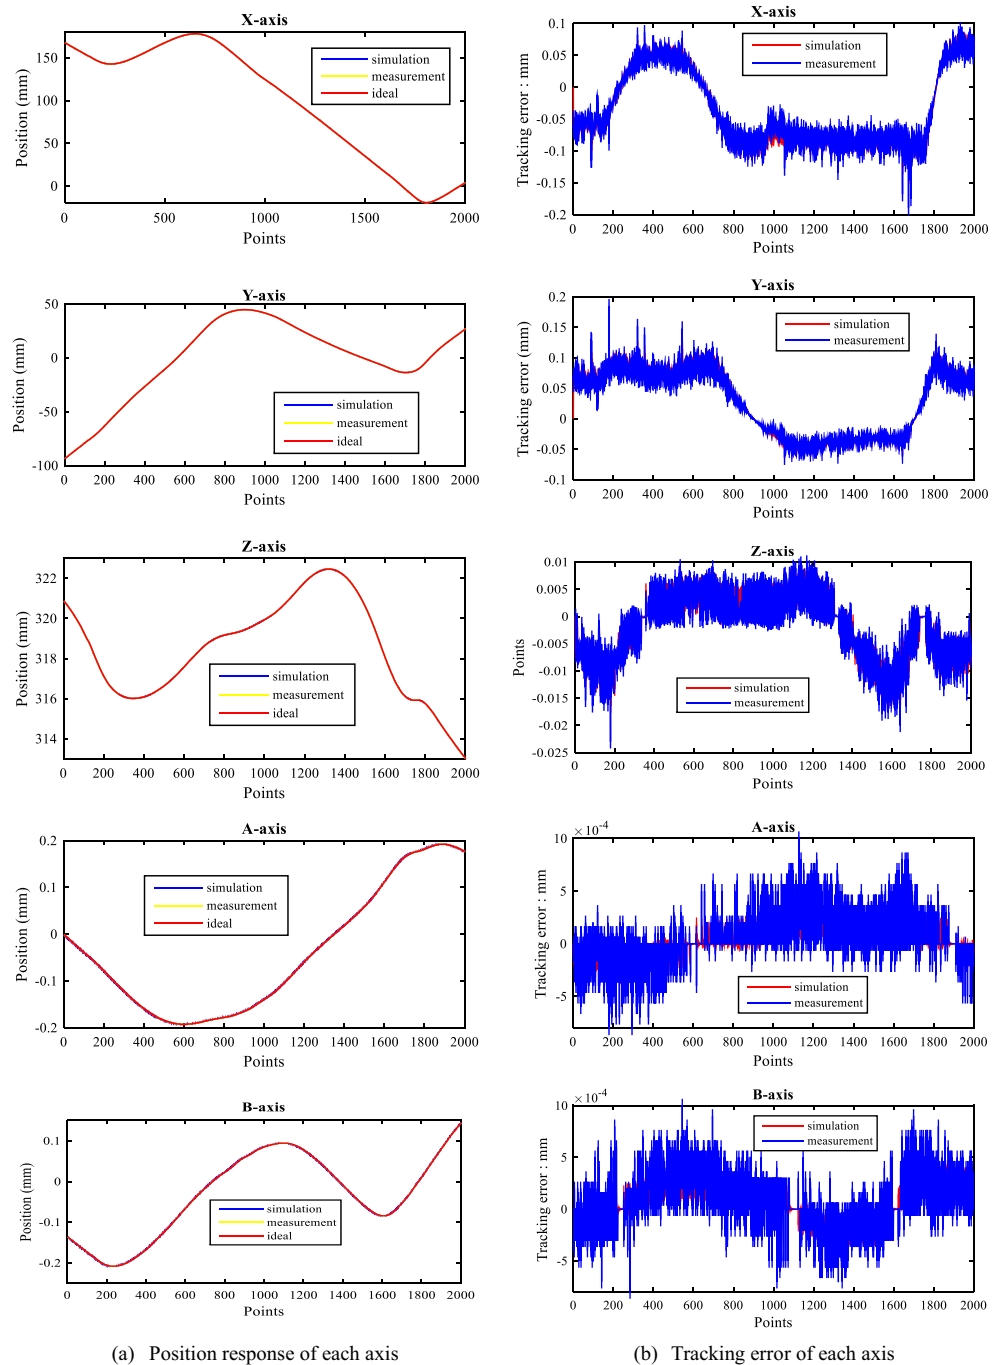 X-axis
Position (mm)
150
100
50
0
simulation
measurement
ideal
0
500
1000
1500
2000
Points
X-axis
Tracking error : mm
0.1
0.05
0
-0.05
-0.1
-0.15
-0.2
simulation
measurement
0 200 400 600 800 1000 1200 1400 1600 1800 2000
Points
Y-axis
Position (mm)
50
0
-50
-100
simulation
measurement
ideal
0 200 400 600 800 1000 1200 1400 1600 1800 2000
Points
Y-axis
Tracking error (mm)
0.2
0.15
0.1
0.05
0
-0.05
-0.1
simulation
measurement
0 200 400 600 800 1000 1200 1400 1600 1800 2000
Points
Z-axis
Position (mm)
322
320
318
316
314
simulation
measurement
ideal
0 200 400 600 800 1000 1200 1400 1600 1800 2000
Points
Z-axis
Points
0.01
0.005
0
-0.005
-0.01
-0.015
-0.02
-0.025
simulation
measurement
0 200 400 600 800 1000 1200 1400 1600 1800 2000
Points
A-axis
Position (mm)
0.2
0.1
0
-0.1
-0.2
simulation
measurement
ideal
0 200 400 600 800 1000 1200 1400 1600 1800 2000
Points
A-axis
×10-4
Tracking error : mm
10
5
0
-5
simulation
measurement
0 200 400 600 800 1000 1200 1400 1600 1800 2000
Points
B-axis
Position (mm)
0.1
0
-0.1
-0.2
simulation
measurement
ideal
0 200 400 600 800 1000 1200 1400 1600 1800 2000
Points
B-axis
×10-4
Tracking error : mm
10
5
0
-5
simulation
measurement
0 200 400 600 800 1000 1200 1400 1600 1800 2000
Points
(a) Position response of each axis
(b) Tracking error of each axis